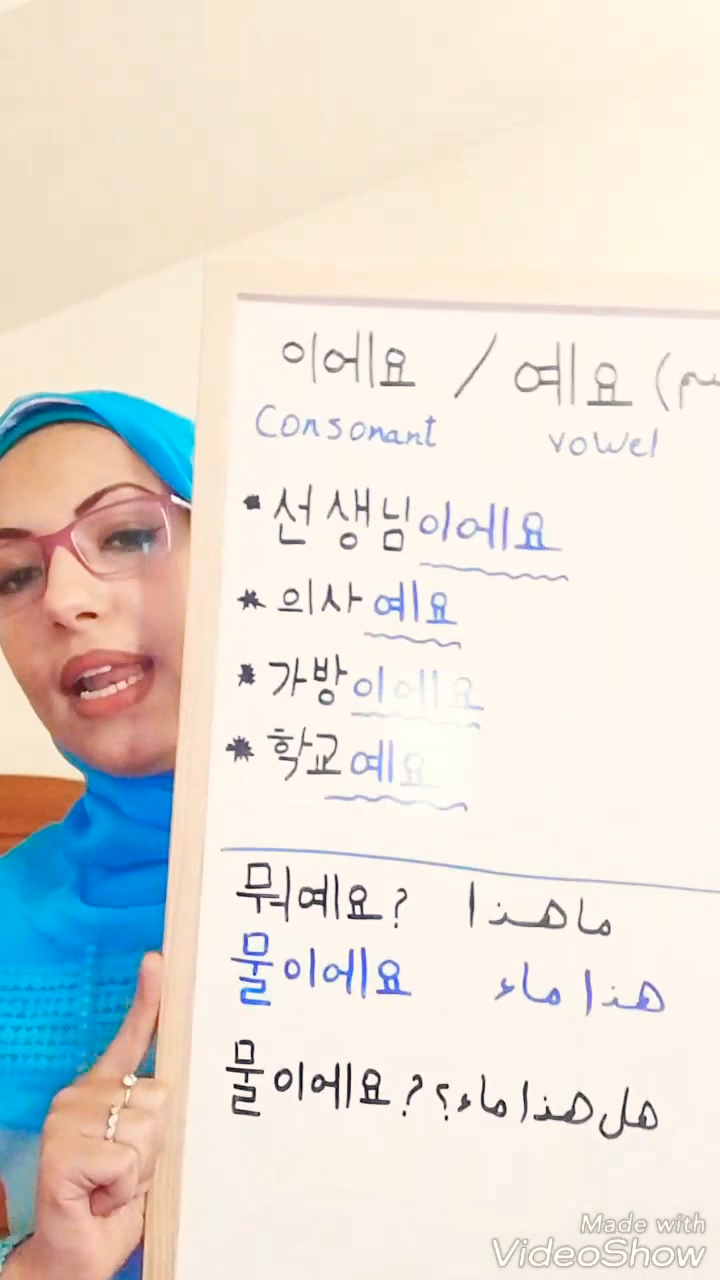 이에요 / 예요 (
Consonant vowel
• 선생님이에요
* 의사예요
* 가방이에요
* 학교예요
뭐예요? ما هذا
물이에요 هذا ماء
물이에요? هل هذا ماء؟
Made with
VideoShow